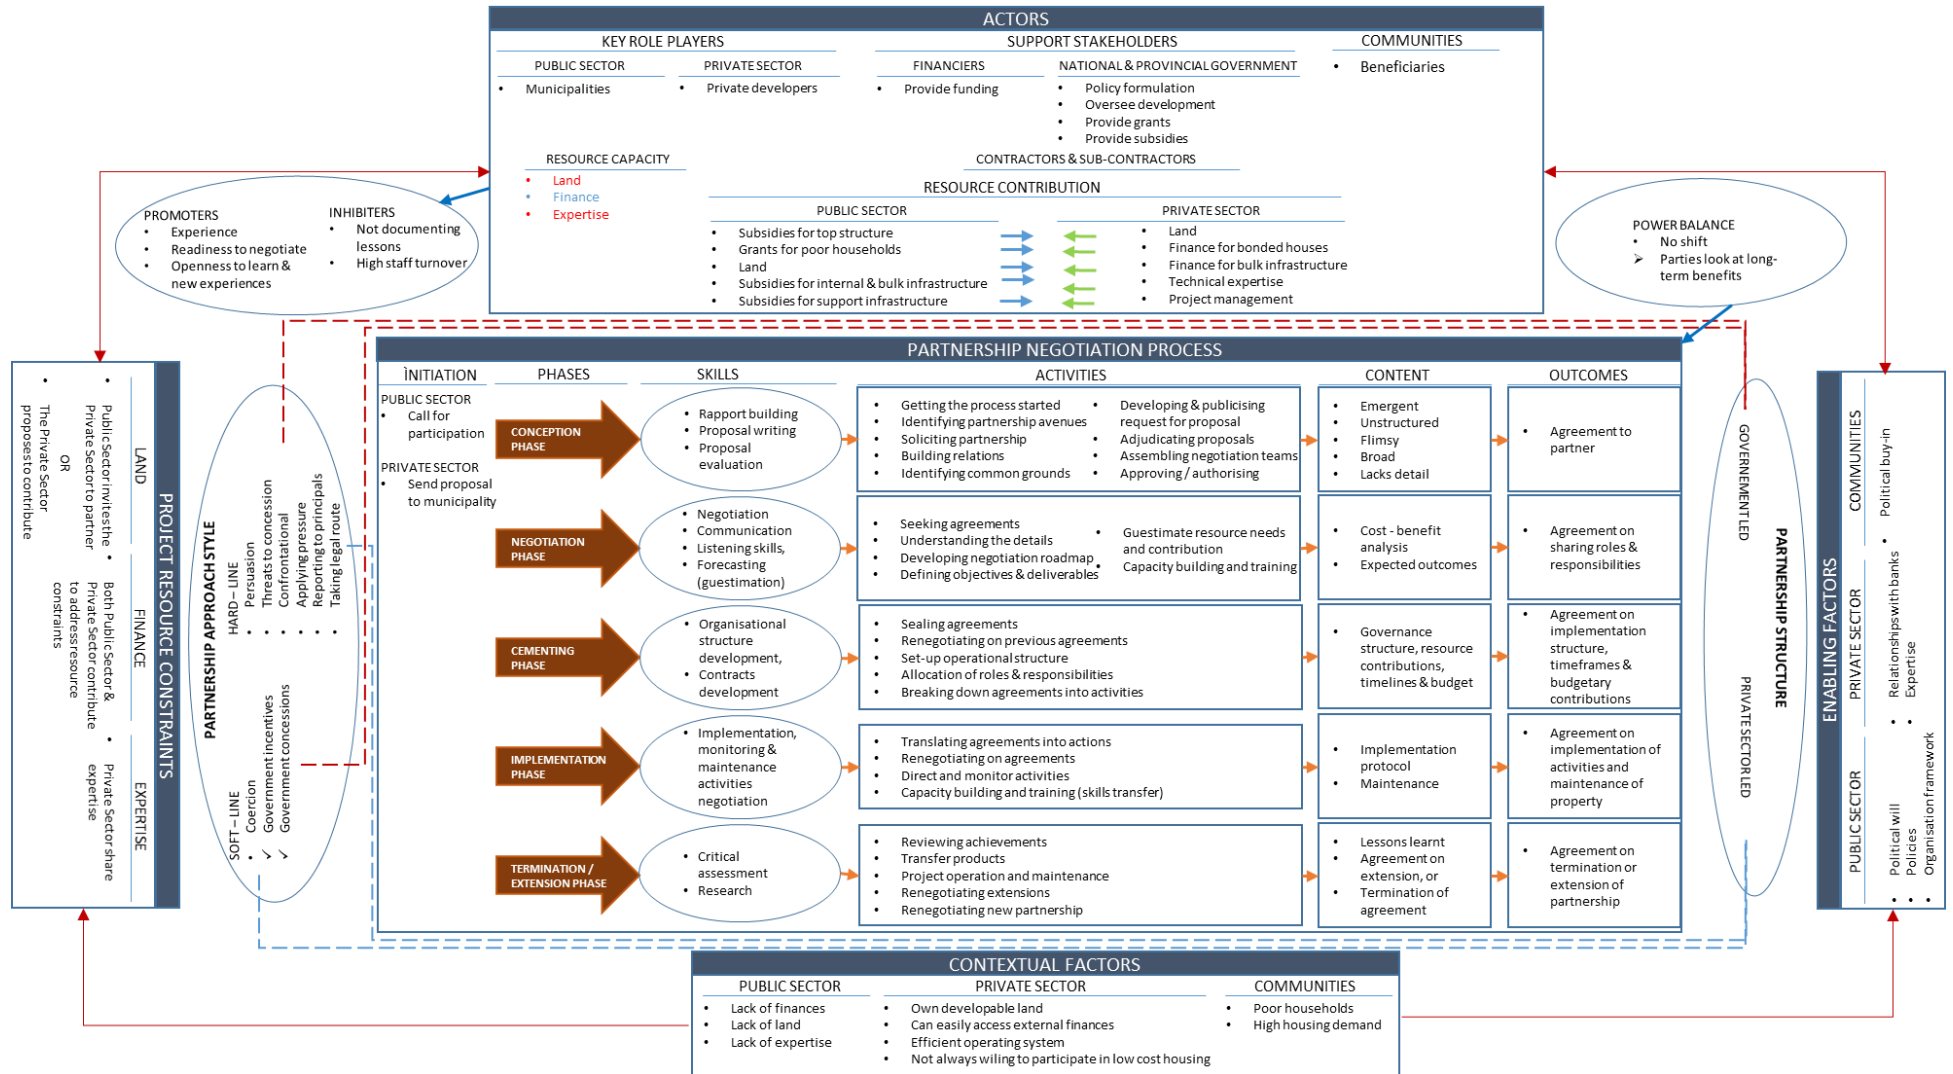 ACTORS
KEY ROLE PLAYERS
SUPPORT STAKEHOLDERS
COMMUNITIES
PUBLIC SECTOR
PRIVATE SECTOR
FINANCIERS
NATIONAL & PROVINCIAL GOVERNMENT
• Beneficiaries
• Municipalities
• Private developers
• Provide funding
• Policy formulation
• Oversee development
• Provide grants
• Provide subsidies
RESOURCE CAPACITY
• Land
• Finance
• Expertise
CONTRACTORS & SUB-CONTRACTORS
RESOURCE CONTRIBUTION
PUBLIC SECTOR
• Subsidies for top structure
• Grants for poor households
• Land
• Subsidies for internal & bulk infrastructure
• Subsidies for support infrastructure
PRIVATE SECTOR
• Land
• Finance for bonded houses
• Finance for bulk infrastructure
• Technical expertise
• Project management
PROMOTERS
• Experience
• Readiness to negotiate
• Openness to learn &
new experiences
INHIBITERS
• Not documenting
lessons
• High staff turnover
POWER BALANCE
• No shift
➢ Parties look at long-
term benefits
PROJECT RESOURCE CONSTRAINTS
LAND
• Public Sector invites the
Private Sector to partner
OR
• The Private Sector
proposes to contribute
FINANCE
• Both Public Sector &
Private Sector contribute
to address resource
constraints
EXPERTISE
• Private Sector share
expertise
PARTNERSHIP APPROACH STYLE
HARD – LINE
• Persuasion
• Threats to concession
• Confrontational
• Applying pressure
• Reporting to principals
• Taking legal route
SOFT – LINE
• Coercion
✓ Government incentives
✓ Government concessions
PARTNERSHIP NEGOTIATION PROCESS
ÌNITIATION
PHASES
SKILLS
ACTIVITIES
CONTENT
OUTCOMES
PUBLIC SECTOR
• Call for
participation
PRIVATE SECTOR
• Send proposal
to municipality
CONCEPTION
PHASE
• Rapport building
• Proposal writing
• Proposal
evaluation
• Getting the process started
• Identifying partnership avenues
• Soliciting partnership
• Building relations
• Identifying common grounds
• Developing & publicising
request for proposal
• Adjudicating proposals
• Assembling negotiation teams
• Approving / authorising
• Emergent
• Unstructured
• Flimsy
• Broad
• Lacks detail
• Agreement to
partner
NEGOTIATION
PHASE
• Negotiation
• Communication
• Listening skills,
• Forecasting
(guestimation)
• Seeking agreements
• Understanding the details
• Developing negotiation roadmap
• Defining objectives & deliverables
• Guestimate resource needs
and contribution
• Capacity building and training
• Cost - benefit
analysis
• Expected outcomes
• Agreement on
sharing roles &
responsibilities
CEMENTING
PHASE
• Organisational
structure
development,
• Contracts
development
• Sealing agreements
• Renegotiating on previous agreements
• Set-up operational structure
• Allocation of roles & responsibilities
• Breaking down agreements into activities
• Governance
structure, resource
contributions,
timelines & budget
• Agreement on
implementation
structure,
timeframes &
budgetary
contributions
IMPLEMENTATION
PHASE
• Implementation,
monitoring &
maintenance
activities
negotiation
• Translating agreements into actions
• Renegotiating on agreements
• Direct and monitor activities
• Capacity building and training (skills transfer)
• Implementation
protocol
• Maintenance
• Agreement on
implementation of
activities and
maintenance of
property
TERMINATION /
EXTENSION PHASE
• Critical
assessment
• Research
• Reviewing achievements
• Transfer products
• Project operation and maintenance
• Renegotiating extensions
• Renegotiating new partnership
• Lessons learnt
• Agreement on
extension, or
• Termination of
agreement
• Agreement on
termination or
extension of
partnership
PARTNERSHIP STRUCTURE
GOVERNEMENT LED
PRIVATE SECTOR LED
ENABLING FACTORS
COMMUNITIES
• Political buy-in
PRIVATE SECTOR
• Relationships with banks
• Expertise
PUBLIC SECTOR
• Political will
• Policies
• Organisation framework
CONTEXTUAL FACTORS
PUBLIC SECTOR
• Lack of finances
• Lack of land
• Lack of expertise
PRIVATE SECTOR
• Own developable land
• Can easily access external finances
• Efficient operating system
• Not always wiling to participate in low cost housing
COMMUNITIES
• Poor households
• High housing demand